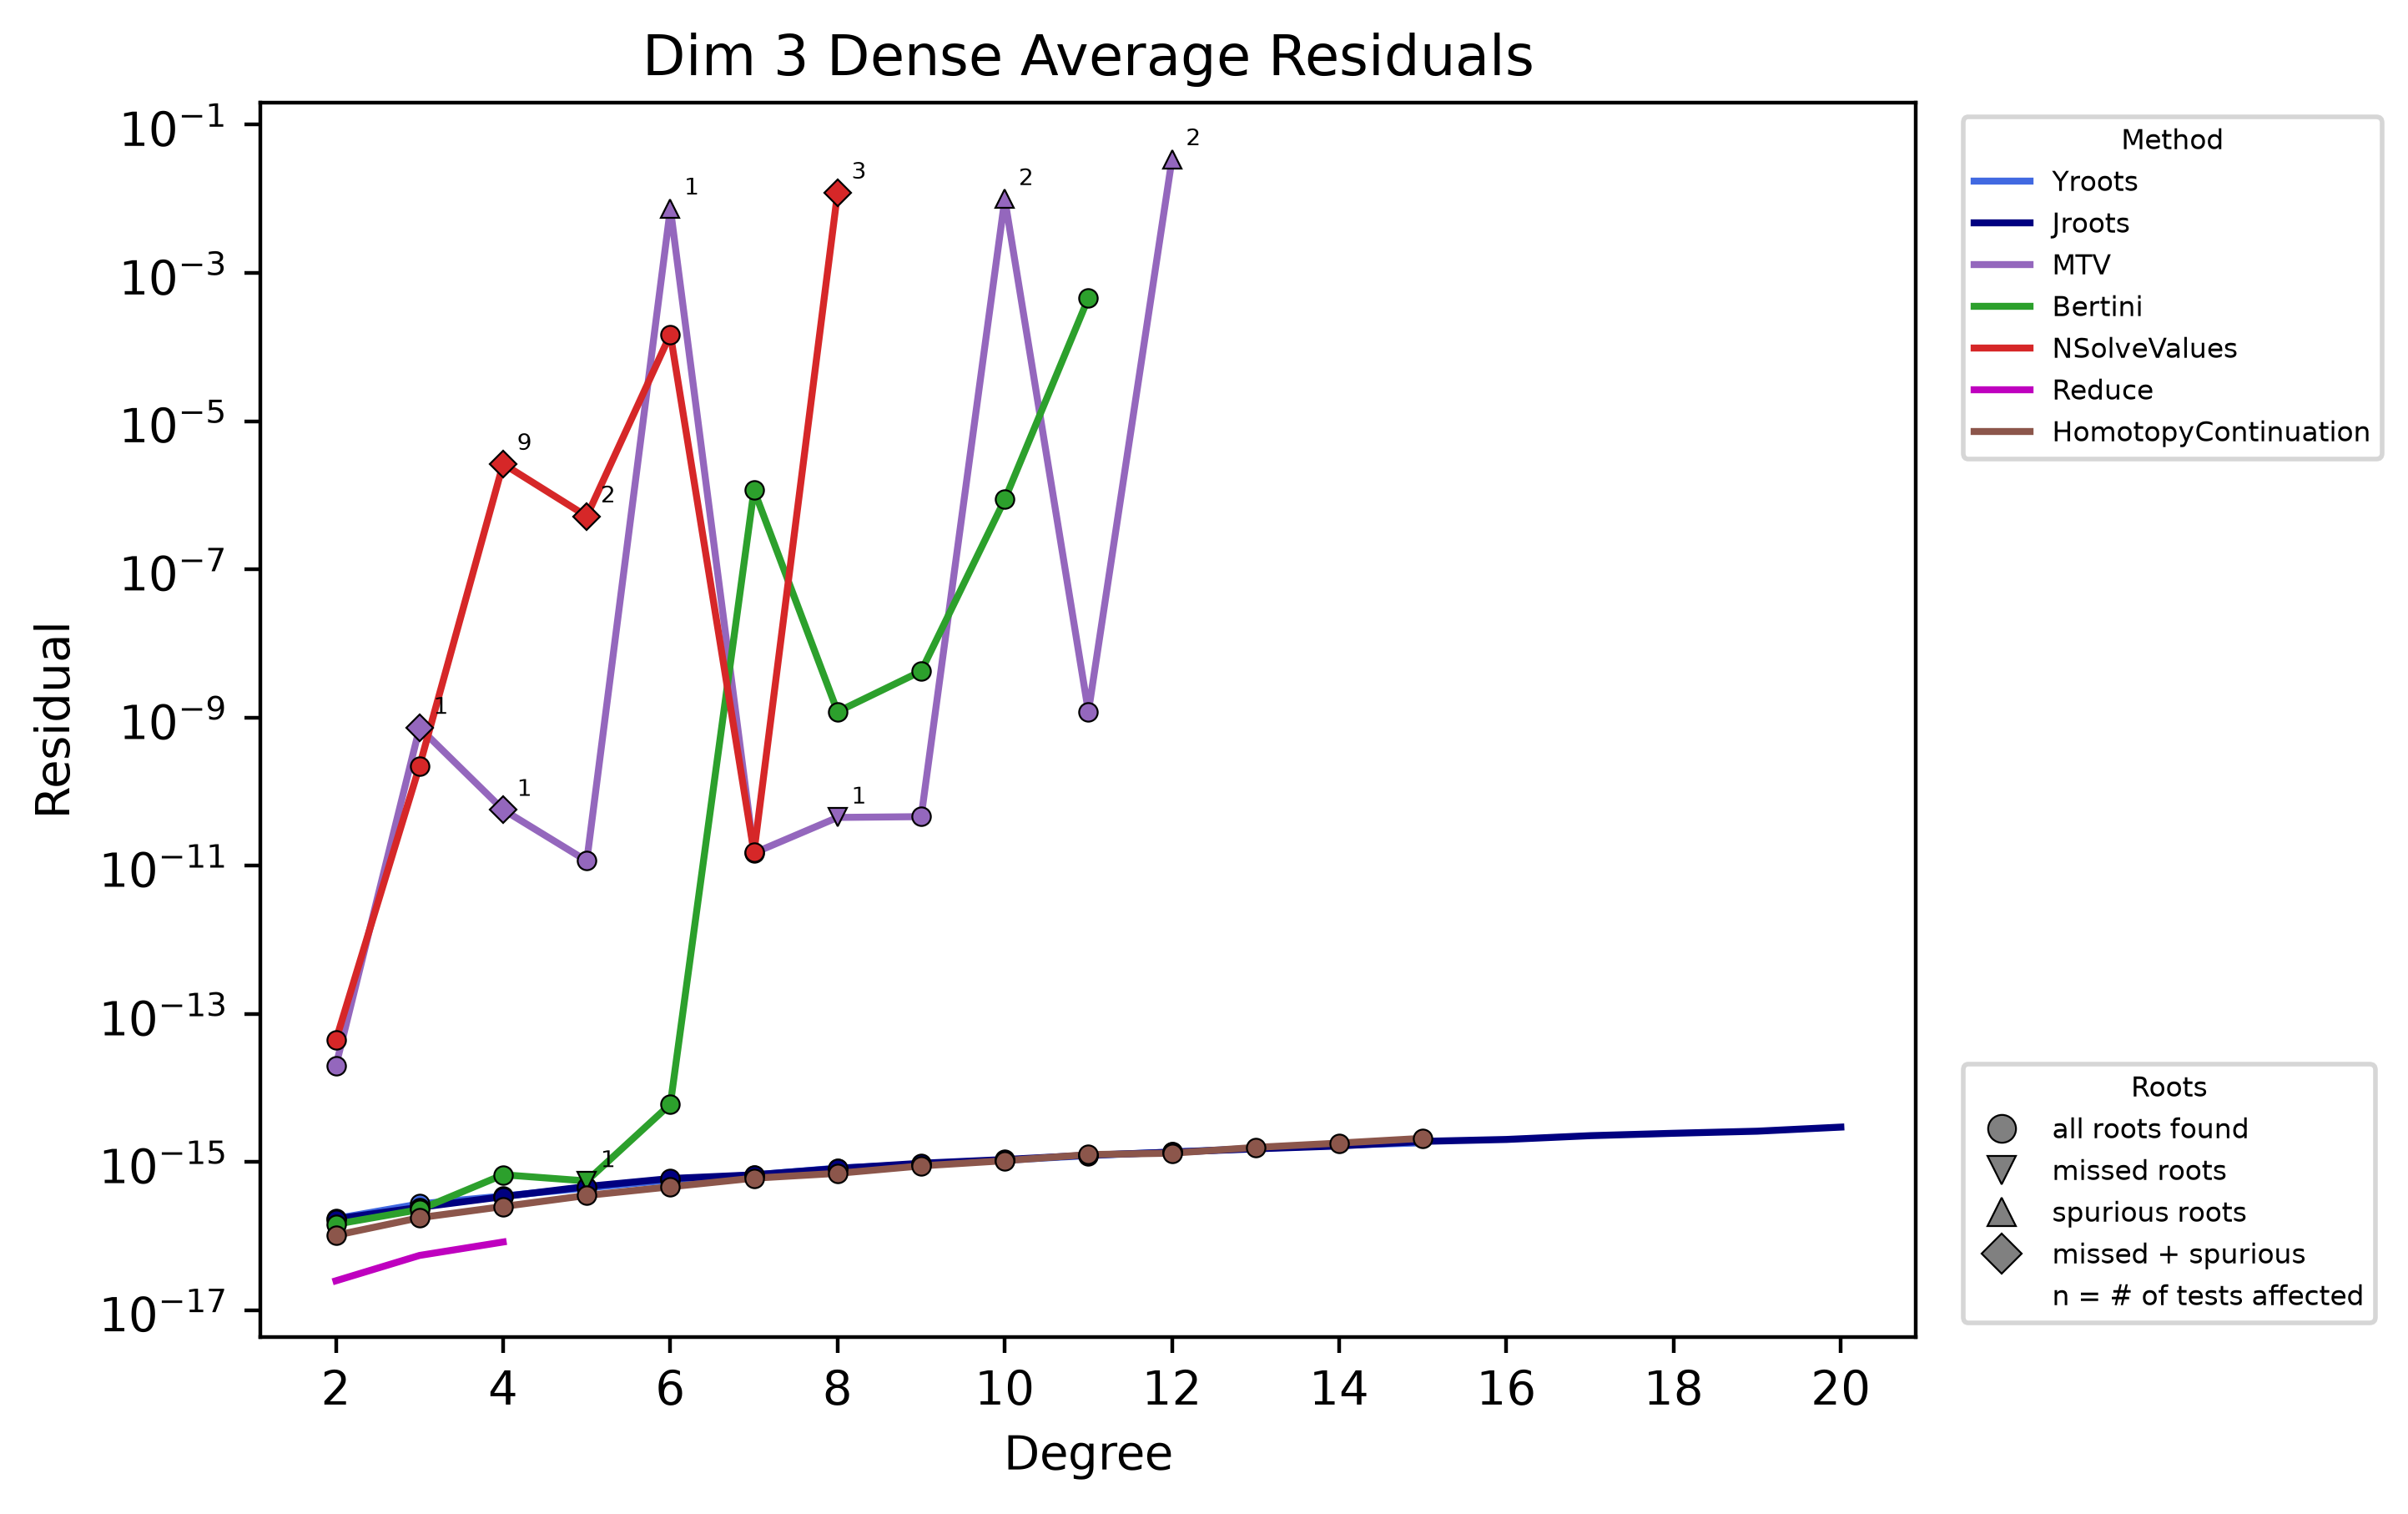 Dim 3 Dense Average Residuals
Residual
10⁻¹
10⁻³
10⁻⁵
10⁻⁷
10⁻⁹
10⁻¹¹
10⁻¹³
10⁻¹⁵
10⁻¹⁷
2
1
2
3
1
9
2
1
1
1
1
2 4 6 8 10 12 14 16 18 20
Degree
Method
Yroots
Jroots
MTV
Bertini
NSolveValues
Reduce
HomotopyContinuation
Roots
all roots found
missed roots
spurious roots
missed + spurious
n = # of tests affected